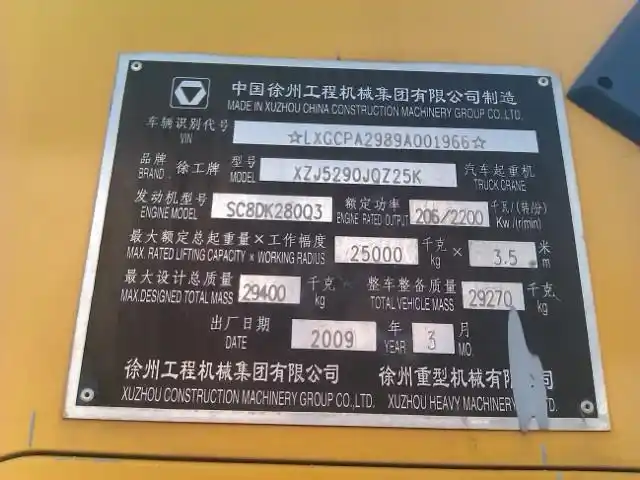 中国徐州工程机械集团有限公司制造
MADE IN XUZHOU CHINA CONSTRUCTION MACHINERY GROUP CO.,LTD.
车辆识别代号 ☆LXGCPA2989A001966☆
VIN
品牌 徐工牌 型号 XZJ5290JQZ25K 汽车起重机
BRAND MODEL TRUCK CRANE
发动机型号 SC8DK280Q3 额定功率 206/2200 千瓦/(转/分)
ENGINE MODEL ENGINE RATED OUTPUT Kw/(r/min)
最大额定总起重量×工作幅度 25000 千克 × 3.5 米
MAX. RATED LIFTING CAPACITY × WORKING RADIUS kg m
最大设计总质量 29400 千克 整车整备质量 29270 千克
MAX.DESIGNED TOTAL MASS kg TOTAL VEHICLE MASS kg
出厂日期 2009 年 3 月
DATE YEAR MO.
徐州工程机械集团有限公司 徐州重型机械有 公司
XUZHOU CONSTRUCTION MACHINERY GROUP CO.,LTD. XUZHOU HEAVY MACHINERY LTD.